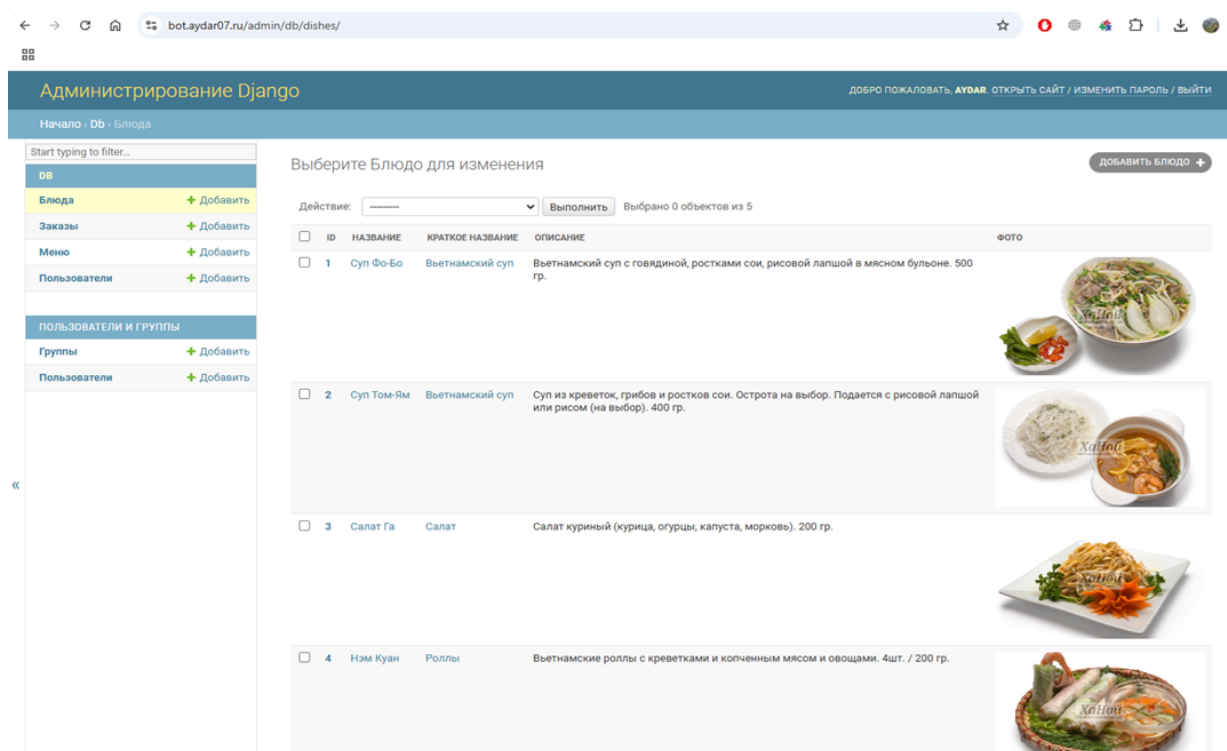 bot.aydar07.ru/admin/db/dishes/
Администрирование Django
ДОБРО ПОЖАЛОВАТЬ, AYDAR. ОТКРЫТЬ САЙТ / ИЗМЕНИТЬ ПАРОЛЬ / ВЫЙТИ
Начало › Db › Блюда
Start typing to filter...
DB
Блюда + Добавить
Заказы + Добавить
Меню + Добавить
Пользователи + Добавить
ПОЛЬЗОВАТЕЛИ И ГРУППЫ
Группы + Добавить
Пользователи + Добавить
«
Выберите Блюдо для изменения
ДОБАВИТЬ БЛЮДО +
Действие: --------- Выполнить Выбрано 0 объектов из 5
ID НАЗВАНИЕ КРАТКОЕ НАЗВАНИЕ ОПИСАНИЕ ФОТО
1 Суп Фо-Бо Вьетнамский суп Вьетнамский суп с говядиной, ростками сои, рисовой лапшой в мясном бульоне. 500
гр.
ХаНой
2 Суп Том-Ям Вьетнамский суп Суп из креветок, грибов и ростков сои. Острота на выбор. Подается с рисовой лапшой
или рисом (на выбор). 400 гр.
ХаНой
3 Салат Га Салат Салат куриный (курица, огурцы, капуста, морковь). 200 гр.
ХаНой
4 Нэм Куан Роллы Вьетнамские роллы с креветками и копченным мясом и овощами. 4шт. / 200 гр.
ХаНой